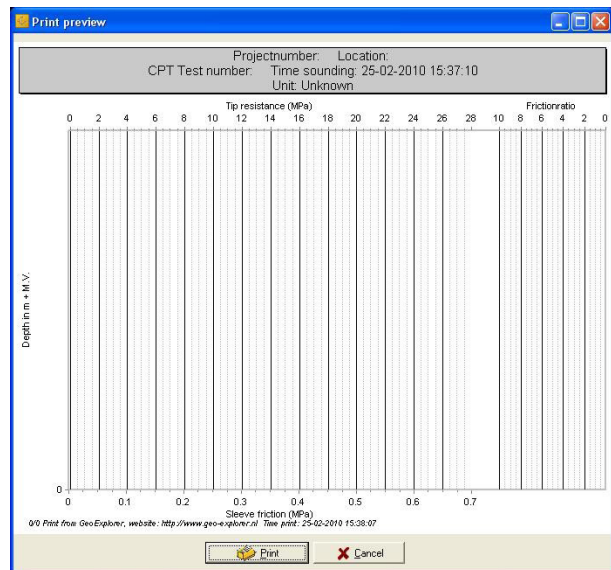 Print preview
Projectnumber: Location:
CPT Test number: Time sounding: 25-02-2010 15:37:10
Unit: Unknown
Tip resistance (MPa) Frictionratio
0 2 4 6 8 10 12 14 16 18 20 22 24 26 28 10 8 6 4 2 0
Depth in m + M.V.
0
0 0.1 0.2 0.3 0.4 0.5 0.6 0.7
Sleeve friction (MPa)
0/0 Print from GeoExplorer, website: http://www.geo-explorer.nl Time print: 25-02-2010 15:38:07
Print Cancel